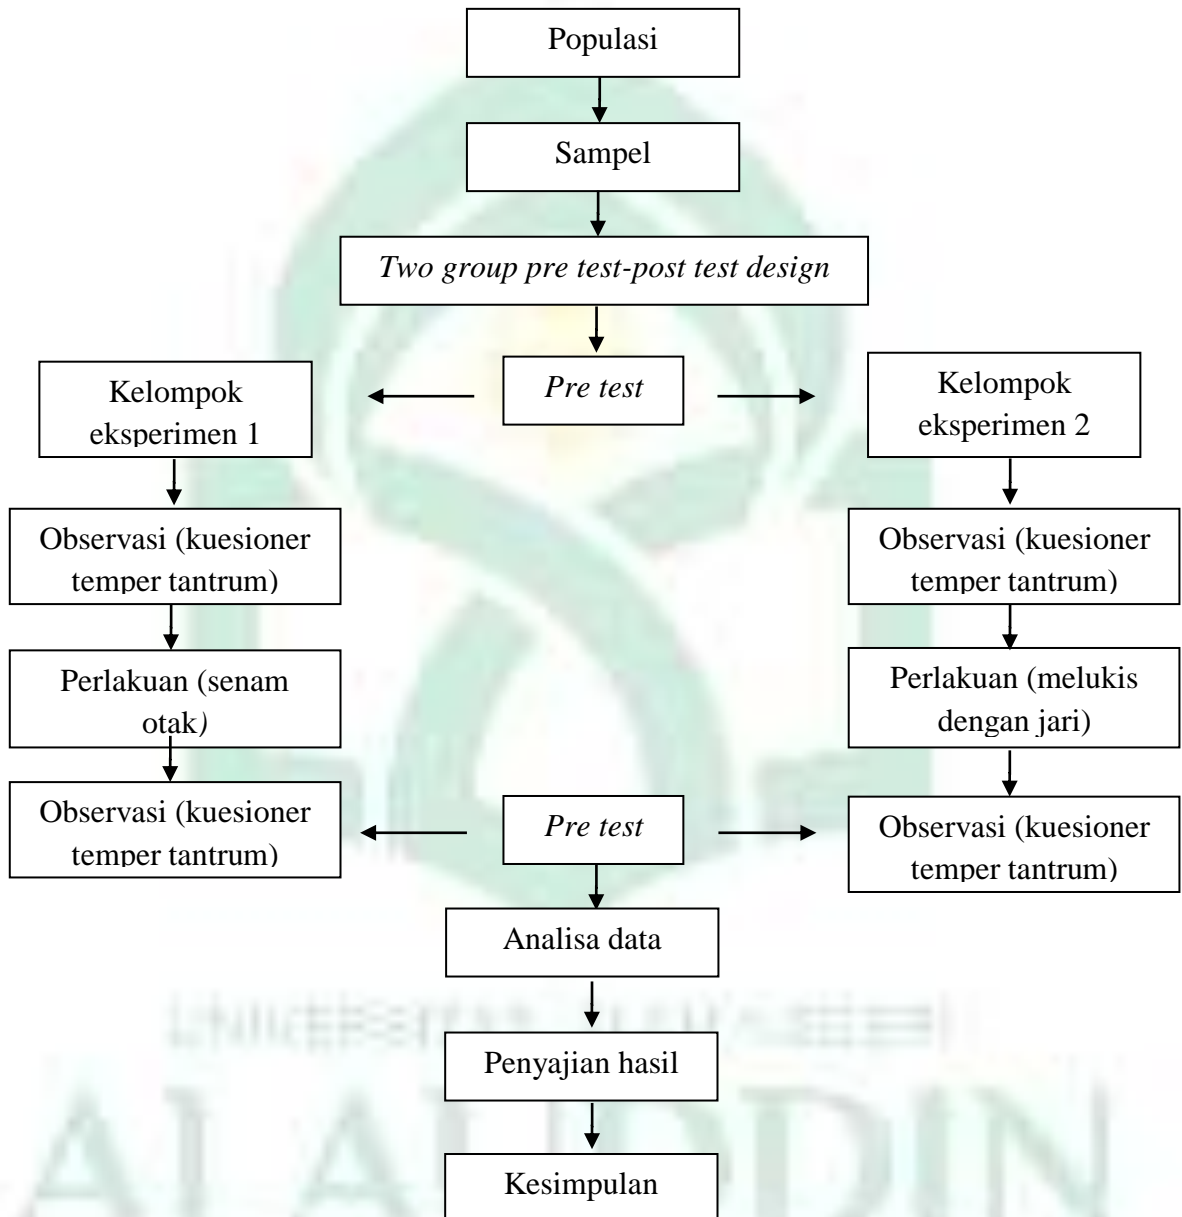 Populasi
Sampel
Two group pre test-post test design
Pre test
Kelompok
eksperimen 1
Kelompok
eksperimen 2
Observasi (kuesioner
temper tantrum)
Observasi (kuesioner
temper tantrum)
Perlakuan (senam
otak)
Perlakuan (melukis
dengan jari)
Observasi (kuesioner
temper tantrum)
Pre test
Observasi (kuesioner
temper tantrum)
Analisa data
Penyajian hasil
Kesimpulan
ALAUDDIN